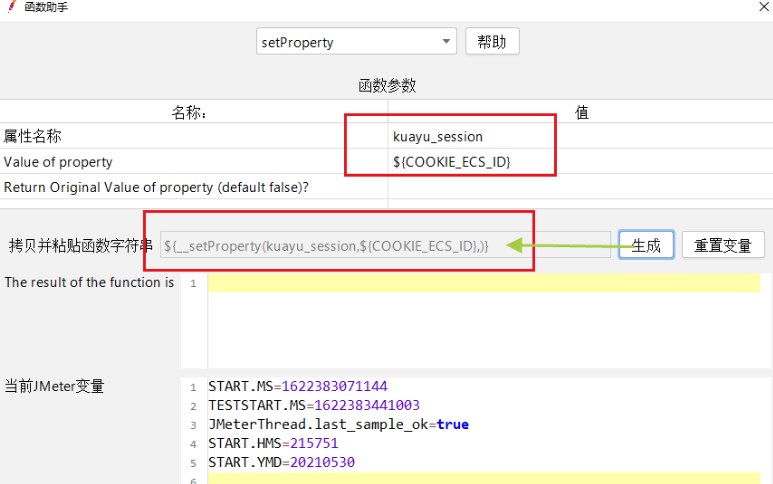 函数助手
setProperty 帮助
函数参数
名称： 值
属性名称 kuayu_session
Value of property ${COOKIE_ECS_ID}
Return Original Value of property (default false)?
拷贝并粘贴函数字符串 ${__setProperty(kuayu_session,${COOKIE_ECS_ID},)} 生成 重置变量
The result of the function is 1
当前JMeter变量
1 START.MS=1622383071144
2 TESTSTART.MS=1622383441003
3 JMeterThread.last_sample_ok=true
4 START.HMS=215751
5 START.YMD=20210530
6